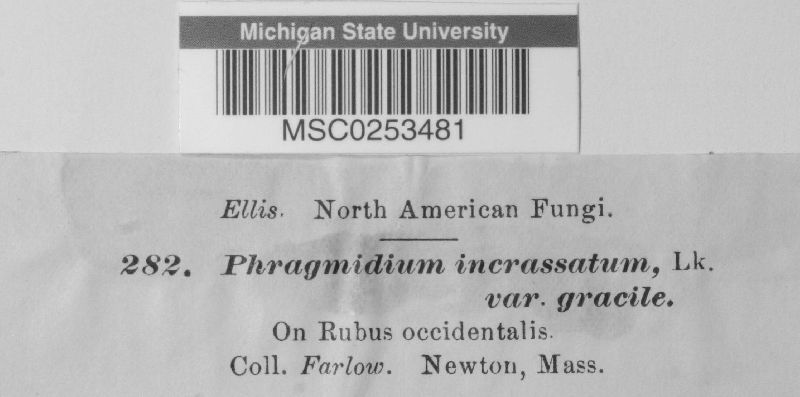 Michigan State University
MSC0253481
Ellis. North American Fungi.
282. Phragmidium incrassatum, Lk.
var. gracile.
On Rubus occidentalis.
Coll. Farlow. Newton, Mass.